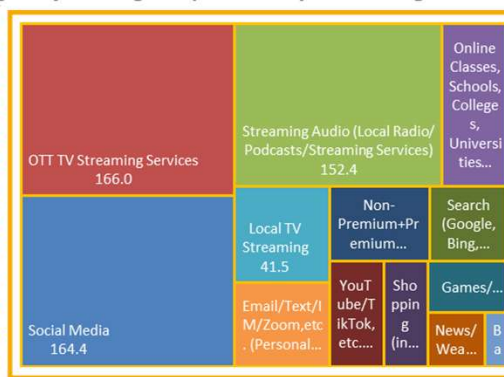 OTT TV Streaming Services
166.0
Social Media
164.4
Streaming Audio (Local Radio/
Podcasts/Streaming Services)
152.4
Online
Classes,
Schools,
College
s,
Universi
ties...
Local TV
Streaming
41.5
Non-
Premium+Pr
emium...
Search
(Google,
Bing,...
Email/Text/I
M/Zoom,etc
. (Personal...
YouT
ube/T
ikTok,
etc....
Sho
ppin
g
(in...
Games/...
News/
Wea...
B
a